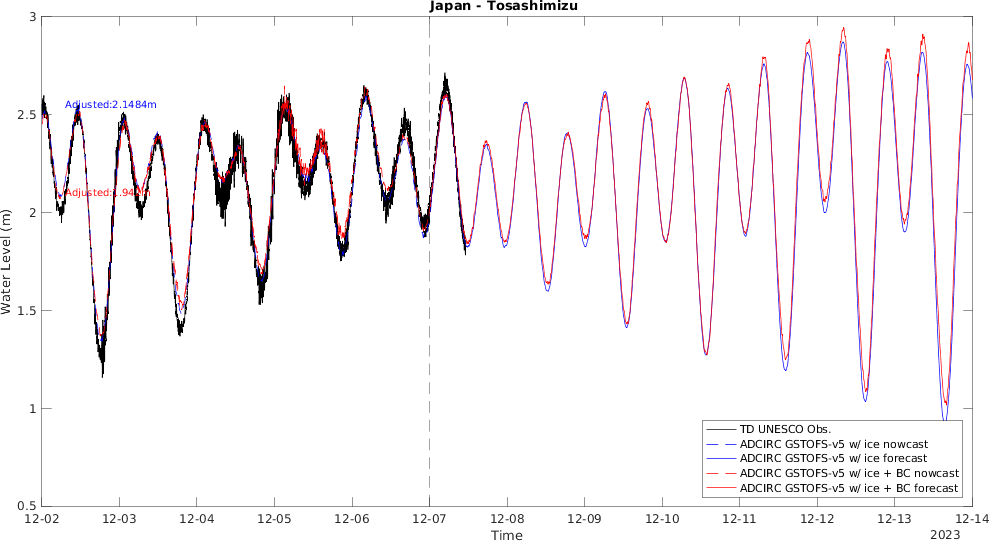 Japan - Tosashimizu
3
2.5
2
1.5
1
0.5
Water Level (m)
Adjusted:2.1484m
12-02
12-03
12-04
12-05
12-06
12-07
12-08
12-09
12-10
12-11
12-12
12-13
12-14
Time
2023
TD UNESCO Obs.
ADCIRC GSTOFS-v5 w/ ice nowcast
ADCIRC GSTOFS-v5 w/ ice forecast
ADCIRC GSTOFS-v5 w/ ice + BC nowcast
ADCIRC GSTOFS-v5 w/ ice + BC forecast